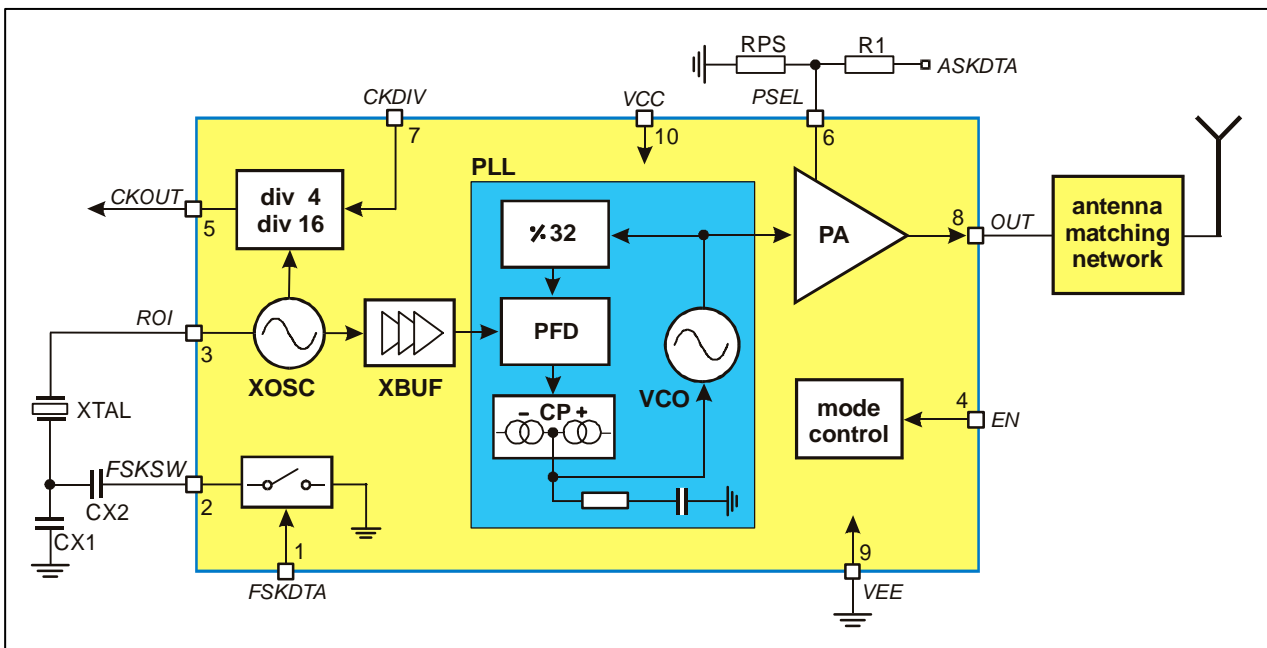 RPS
R1
ASKDTA
CKDIV
VCC
PSEL
7
10
6
PLL
CKOUT
div 4
div 16
5
٪32
PA
8
OUT
antenna
matching
network
ROI
3
XOSC
XBUF
PFD
VCO
XTAL
- CP +
mode
control
4
EN
FSKSW
2
CX2
CX1
1
FSKDTA
9
VEE